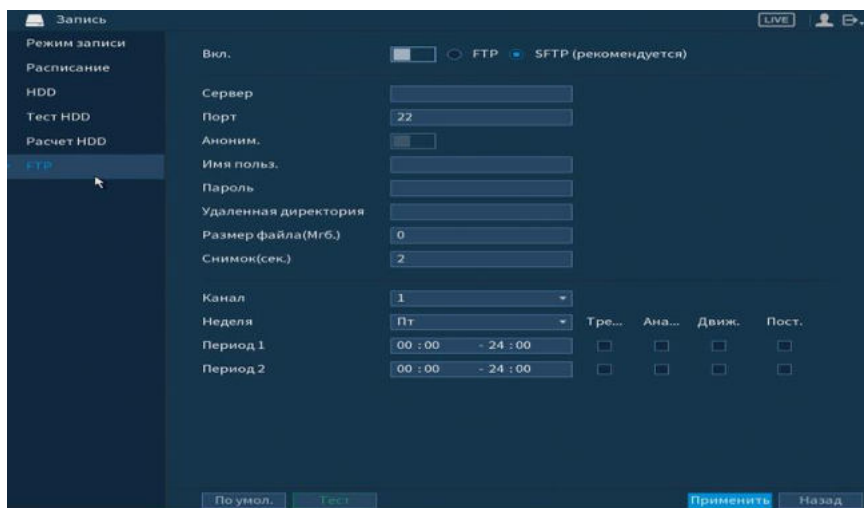 Запись LIVE
Режим записи
Расписание
HDD
Тест HDD
Расчет HDD
FTP
Вкл. FTP SFTP (рекомендуется)
Сервер
Порт 22
Аноним.
Имя польз.
Пароль
Удаленная директория
Размер файла(Мгб.) 0
Снимок(сек.) 2
Канал 1
Неделя Пт Тре... Ана... Движ. Пост.
Период 1 00 : 00 - 24 : 00
Период 2 00 : 00 - 24 : 00
По умол. Тест Применить Назад